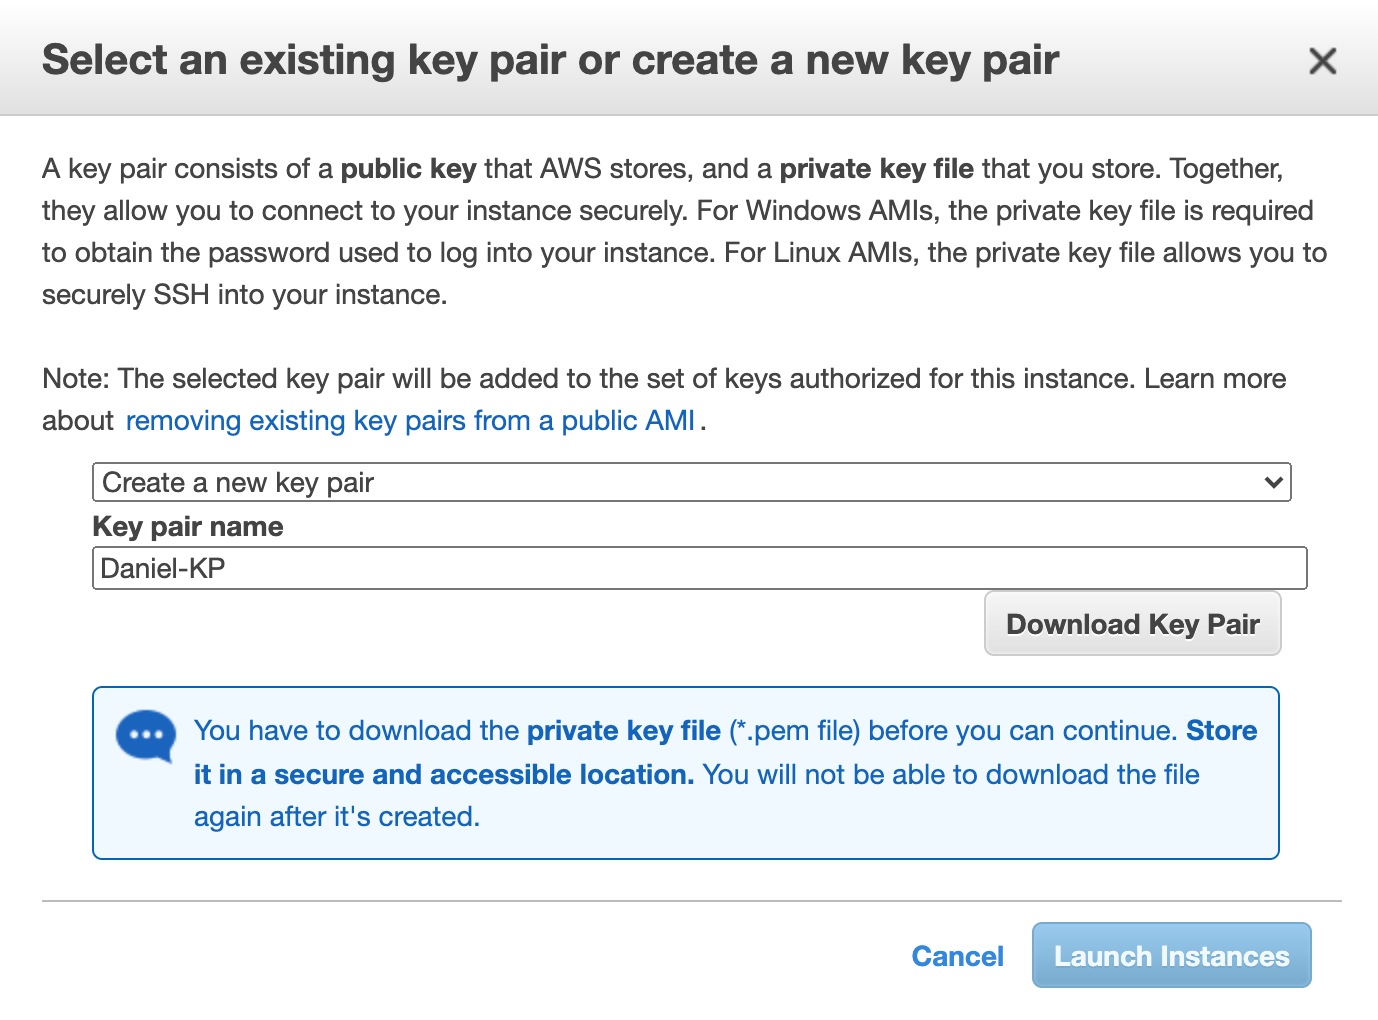 Select an existing key pair or create a new key pair
A key pair consists of a public key that AWS stores, and a private key file that you store. Together,
they allow you to connect to your instance securely. For Windows AMIs, the private key file is required
to obtain the password used to log into your instance. For Linux AMIs, the private key file allows you to
securely SSH into your instance.
Note: The selected key pair will be added to the set of keys authorized for this instance. Learn more
about removing existing key pairs from a public AMI .
Create a new key pair
Key pair name
Daniel-KP
Download Key Pair
You have to download the private key file (*.pem file) before you can continue. Store
it in a secure and accessible location. You will not be able to download the file
again after it's created.
Cancel Launch Instances